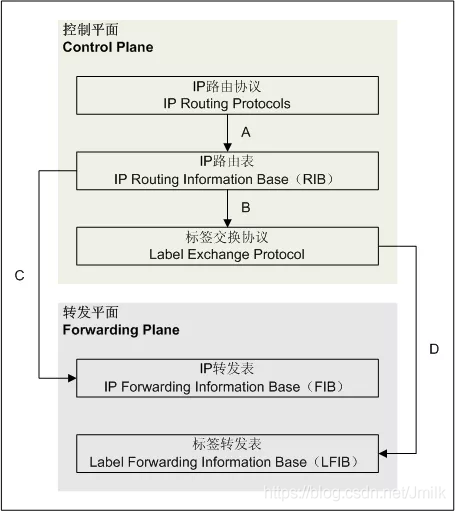 控制平面
Control Plane
IP路由协议
IP Routing Protocols
A
IP路由表
IP Routing Information Base（RIB）
B
标签交换协议
Label Exchange Protocol
C
D
转发平面
Forwarding Plane
IP转发表
IP Forwarding Information Base（FIB）
标签转发表
Label Forwarding Information Base（LFIB）
https://blog.csdn.net/Jmilk